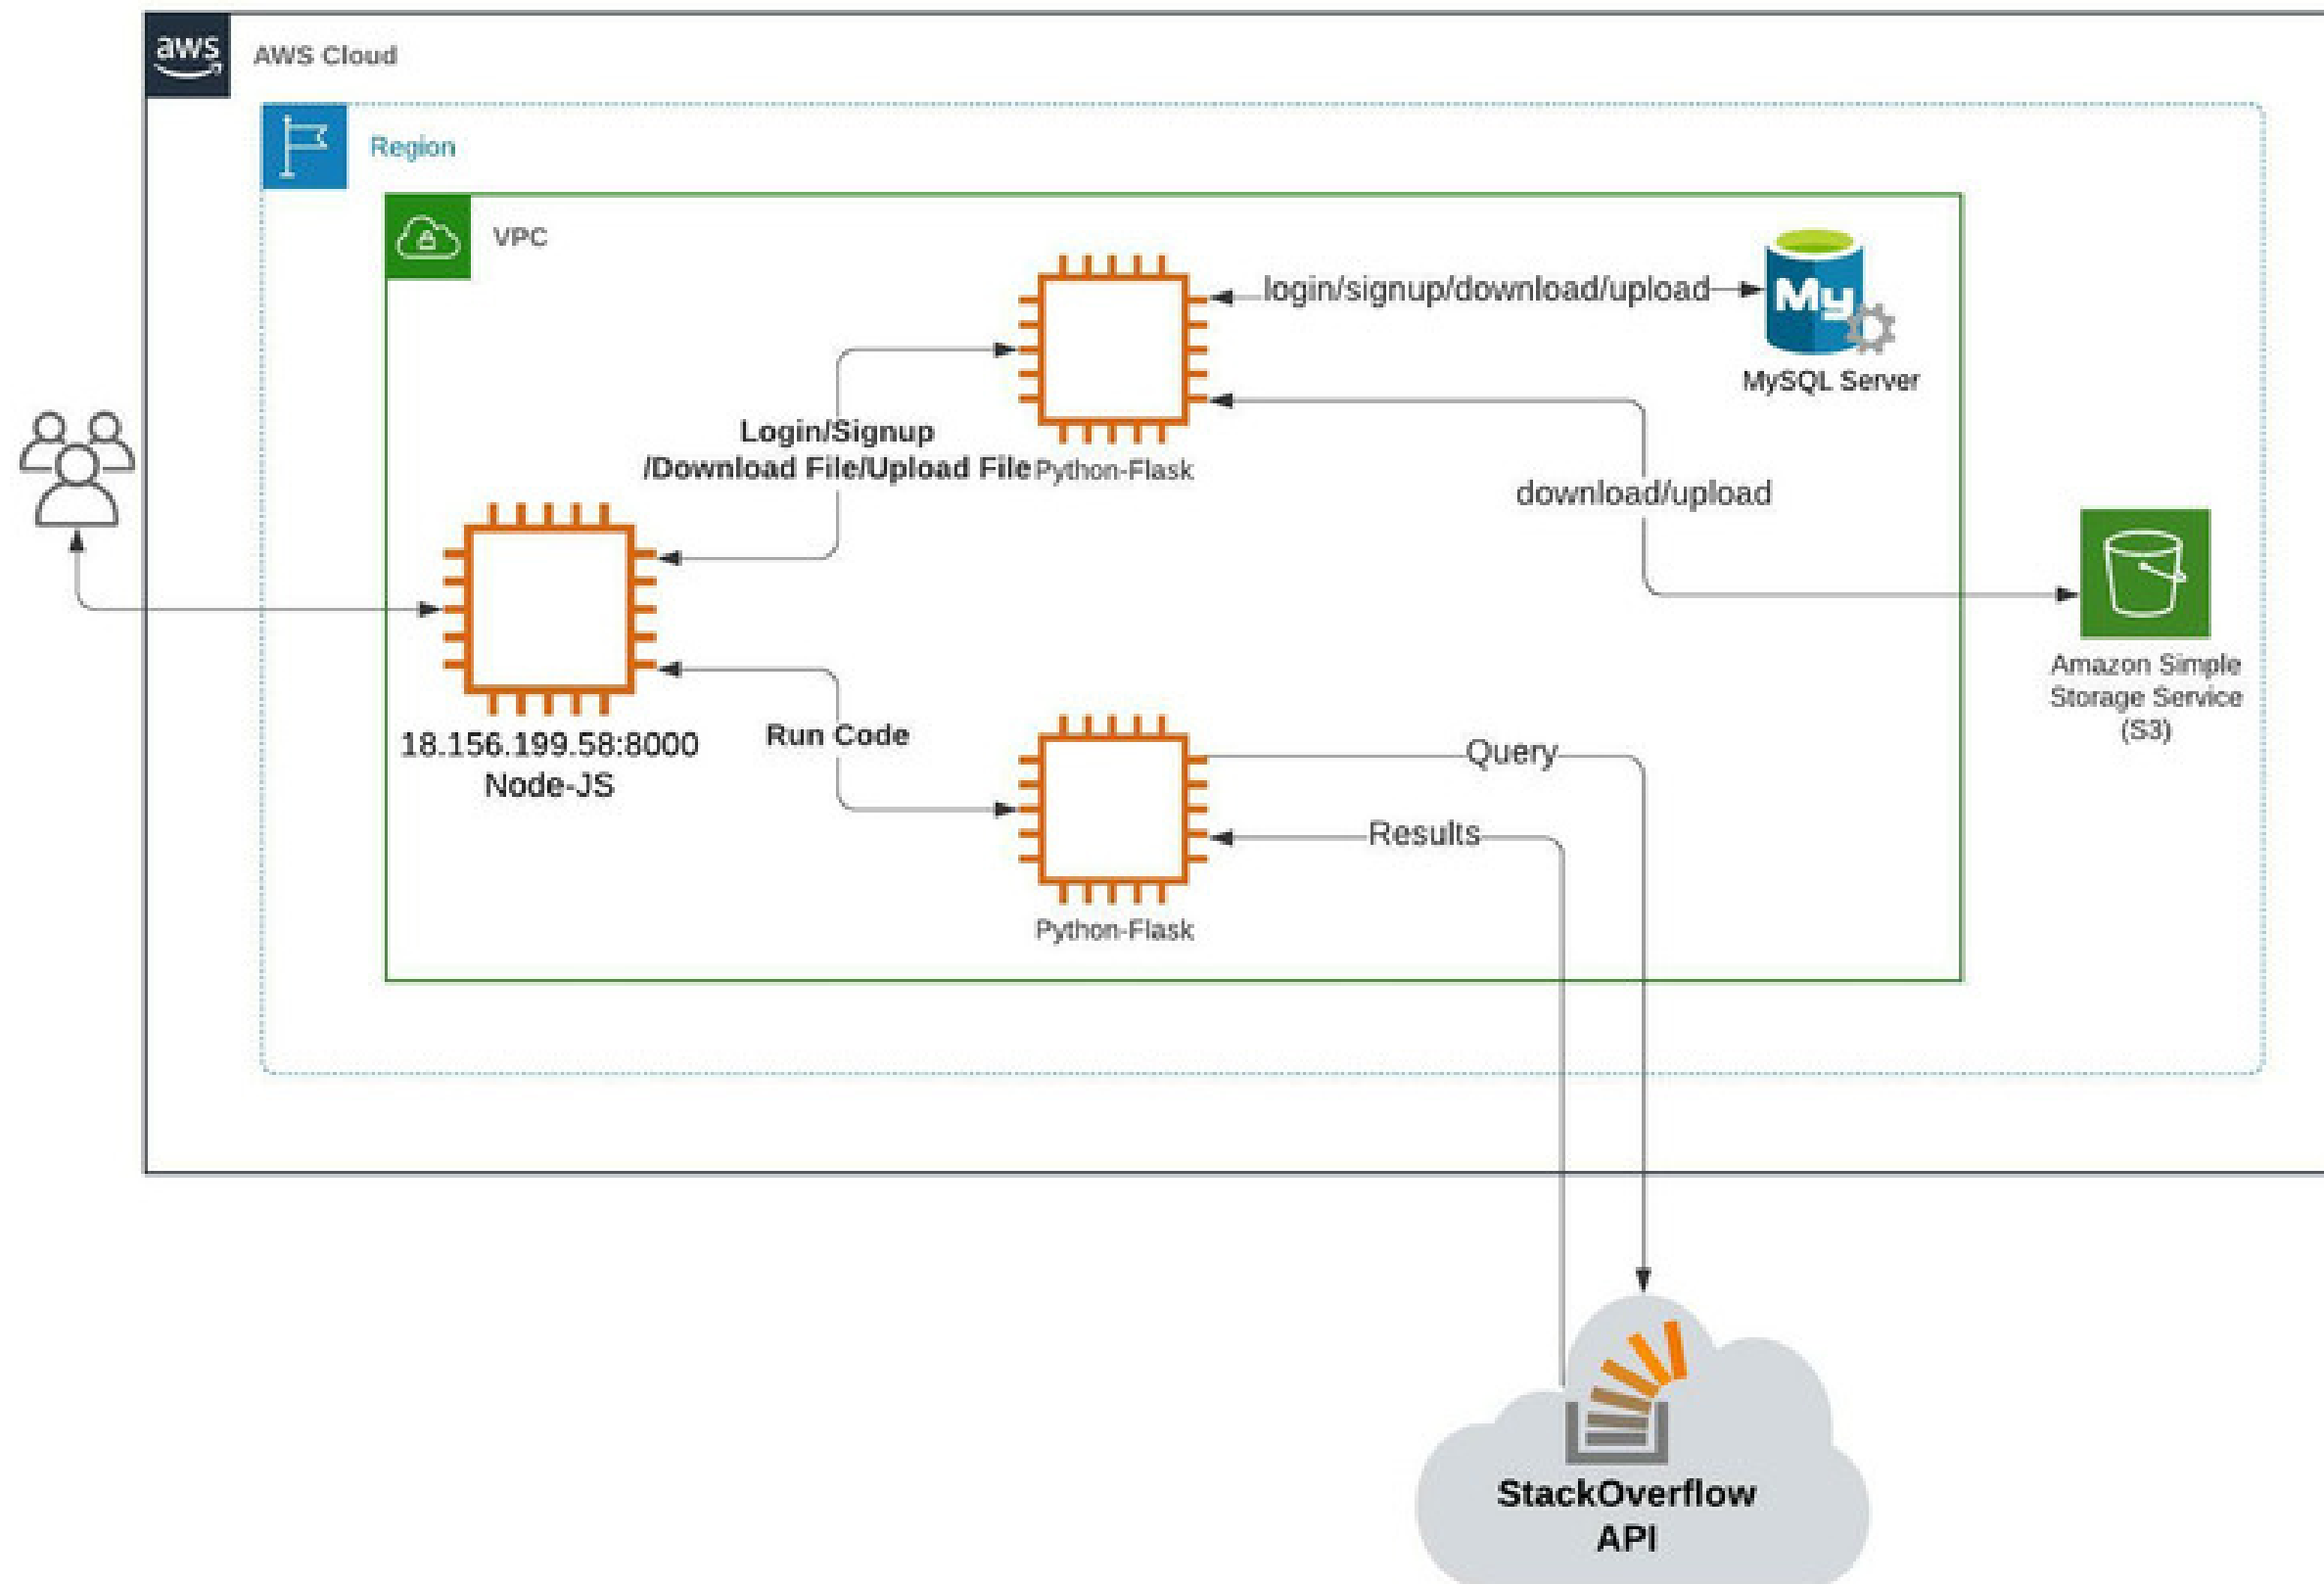 aws
AWS Cloud
Region
VPC
login/signup/download/upload
My
MySQL Server
Login/Signup
/Download File/Upload File
Python-Flask
download/upload
Amazon Simple
Storage Service
(S3)
18.156.199.58:8000
Node-JS
Run Code
Query
Results
Python-Flask
StackOverflow
API